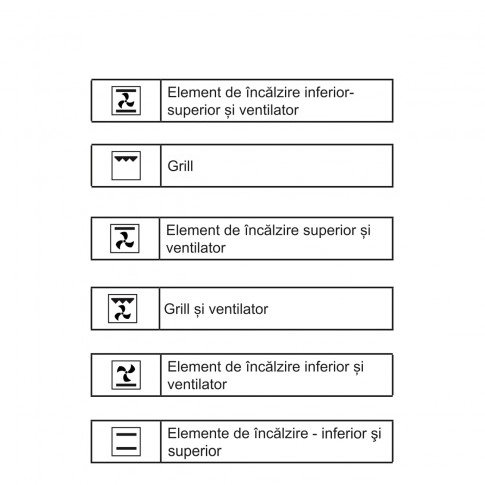 Element de încălzire inferior-
superior și ventilator
Grill
Element de încălzire superior și
ventilator
Grill și ventilator
Element de încălzire inferior și
ventilator
Elemente de încălzire - inferior şi
superior